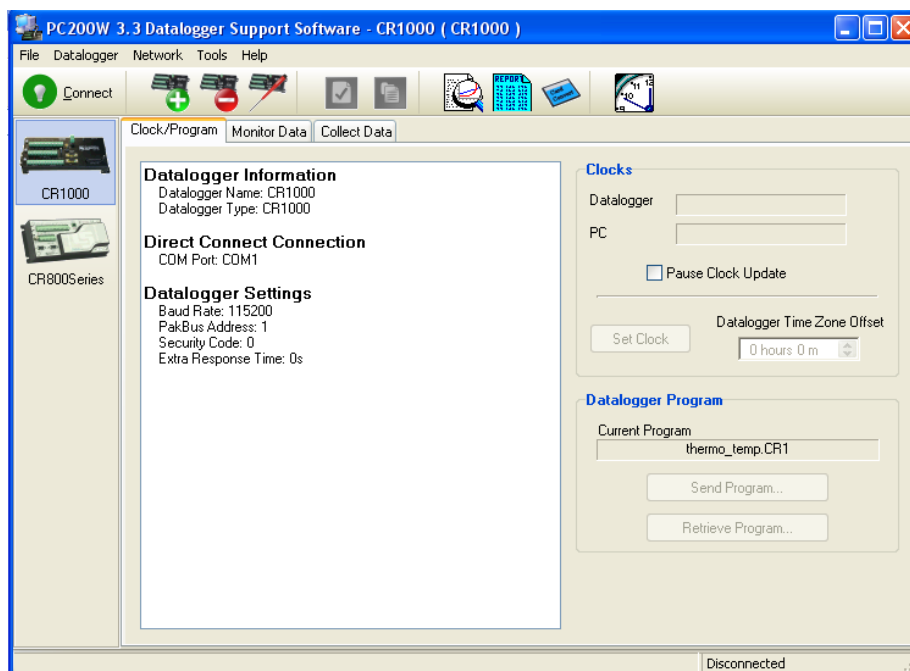 PC200W 3.3 Datalogger Support Software - CR1000 ( CR1000 )
File Datalogger Network Tools Help
Connect
REPORT
Clock/Program Monitor Data Collect Data
CR1000
CR800Series
Datalogger Information
Datalogger Name: CR1000
Datalogger Type: CR1000
Direct Connect Connection
COM Port: COM1
Datalogger Settings
Baud Rate: 115200
PakBus Address: 1
Security Code: 0
Extra Response Time: 0s
Clocks
Datalogger
PC
Pause Clock Update
Datalogger Time Zone Offset
Set Clock
0 hours 0 m
Datalogger Program
Current Program
thermo_temp.CR1
Send Program...
Retrieve Program...
Disconnected